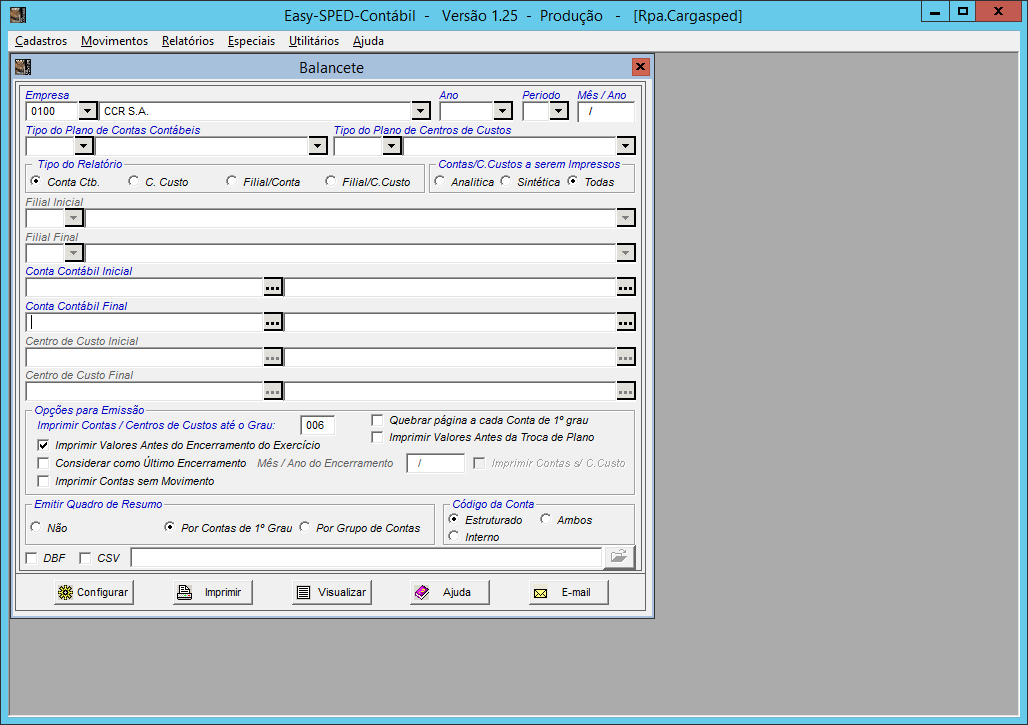 Easy-SPED-Contábil - Versão 1.25 - Produção - [Rpa.Cargasped]
Cadastros Movimentos Relatórios Especiais Utilitários Ajuda
Balancete
Empresa Ano Periodo Mês / Ano
0100 CCR S.A. /
Tipo do Plano de Contas Contábeis Tipo do Plano de Centros de Custos
Tipo do Relatório Contas/C.Custos a serem Impressos
Conta Ctb. C. Custo Filial/Conta Filial/C.Custo Analitica Sintética Todas
Filial Inicial
Filial Final
Conta Contábil Inicial
Conta Contábil Final
Centro de Custo Inicial
Centro de Custo Final
Opções para Emissão
Imprimir Contas / Centros de Custos até o Grau: 006 Quebrar página a cada Conta de 1º grau
Imprimir Valores Antes da Troca de Plano
Imprimir Valores Antes do Encerramento do Exercício
Considerar como Último Encerramento Mês / Ano do Encerramento / Imprimir Contas s/ C.Custo
Imprimir Contas sem Movimento
Emitir Quadro de Resumo Código da Conta
Não Por Contas de 1º Grau Por Grupo de Contas Estruturado Ambos
Interno
DBF CSV
Configurar Imprimir Visualizar Ajuda E-mail